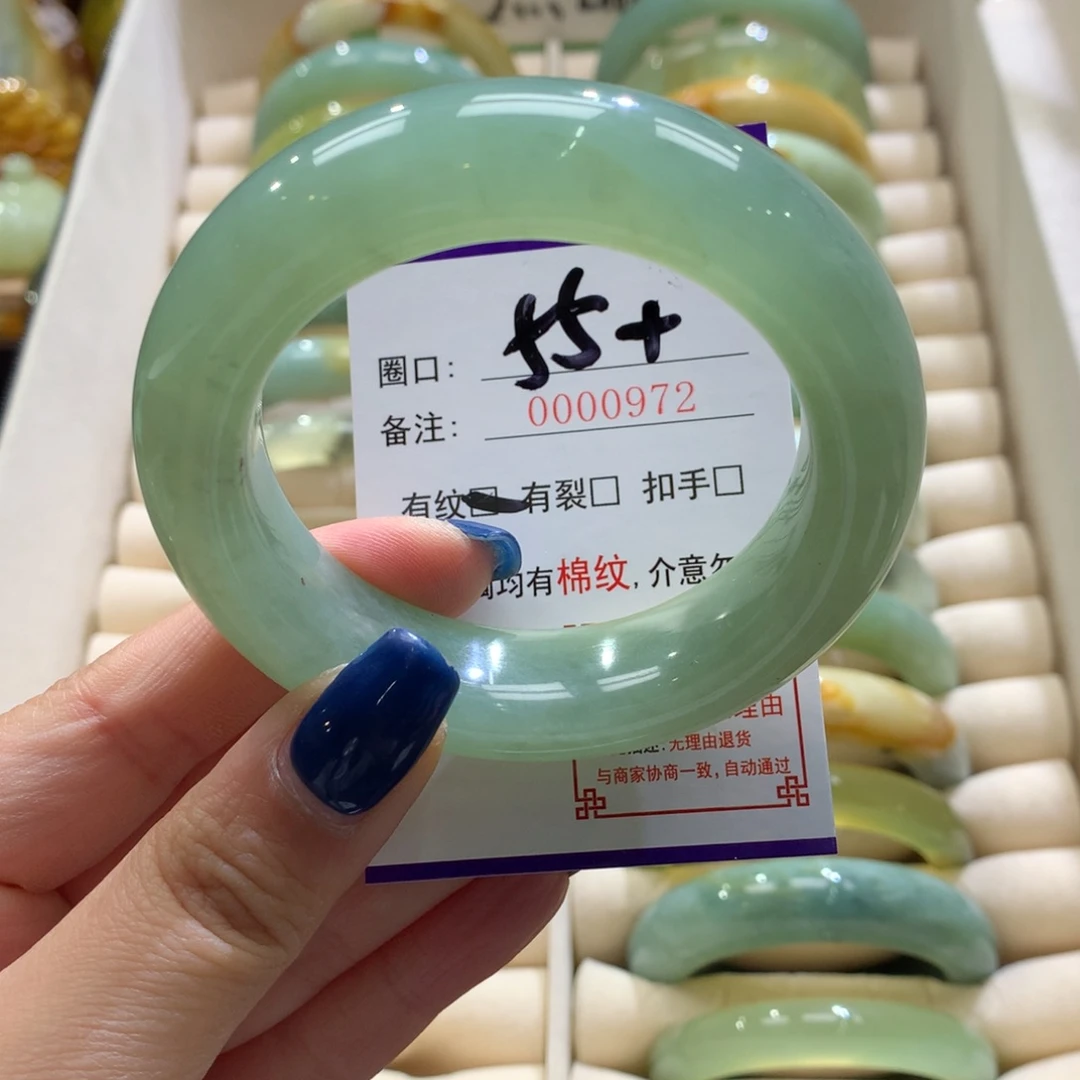 圈口: 55+
备注: 0000972
有纹☑ 有裂□ 扣手□
均有棉纹, 介意
理由
无理由退货
与商家协商一致, 自动通过